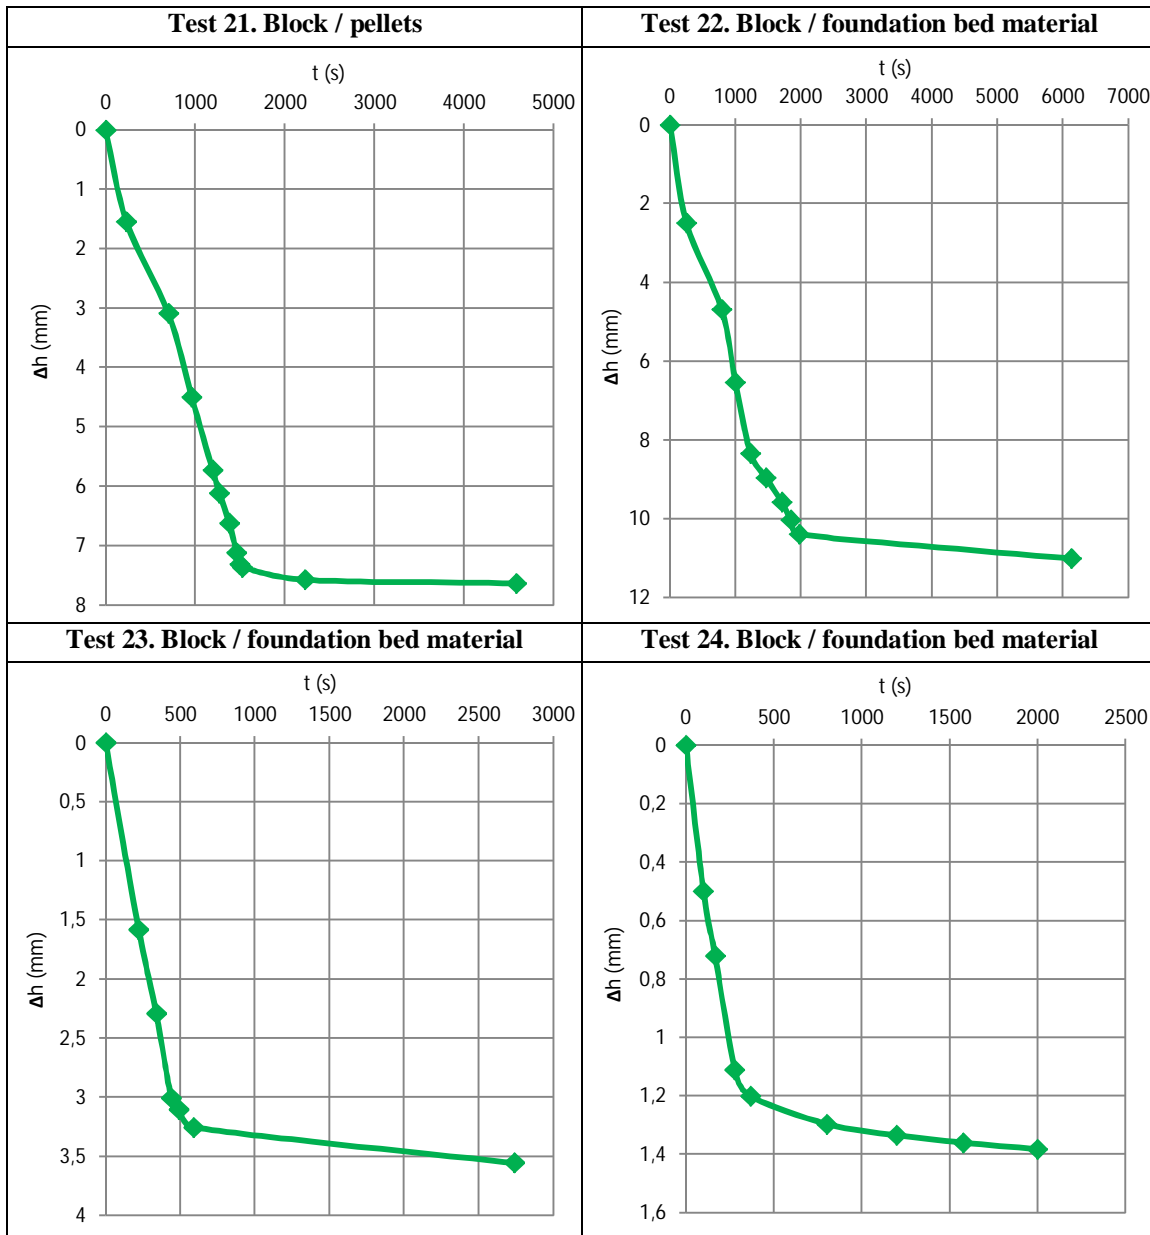 Test 21. Block / pellets
t (s)
0 1000 2000 3000 4000 5000
0
1
2
3
4
5
6
7
8
Δh (mm)
Test 22. Block / foundation bed material
t (s)
0 1000 2000 3000 4000 5000 6000 7000
0
2
4
6
8
10
12
Δh (mm)
Test 23. Block / foundation bed material
t (s)
0 500 1000 1500 2000 2500 3000
0
0,5
1
1,5
2
2,5
3
3,5
4
Δh (mm)
Test 24. Block / foundation bed material
t (s)
0 500 1000 1500 2000 2500
0
0,2
0,4
0,6
0,8
1
1,2
1,4
1,6
Δh (mm)